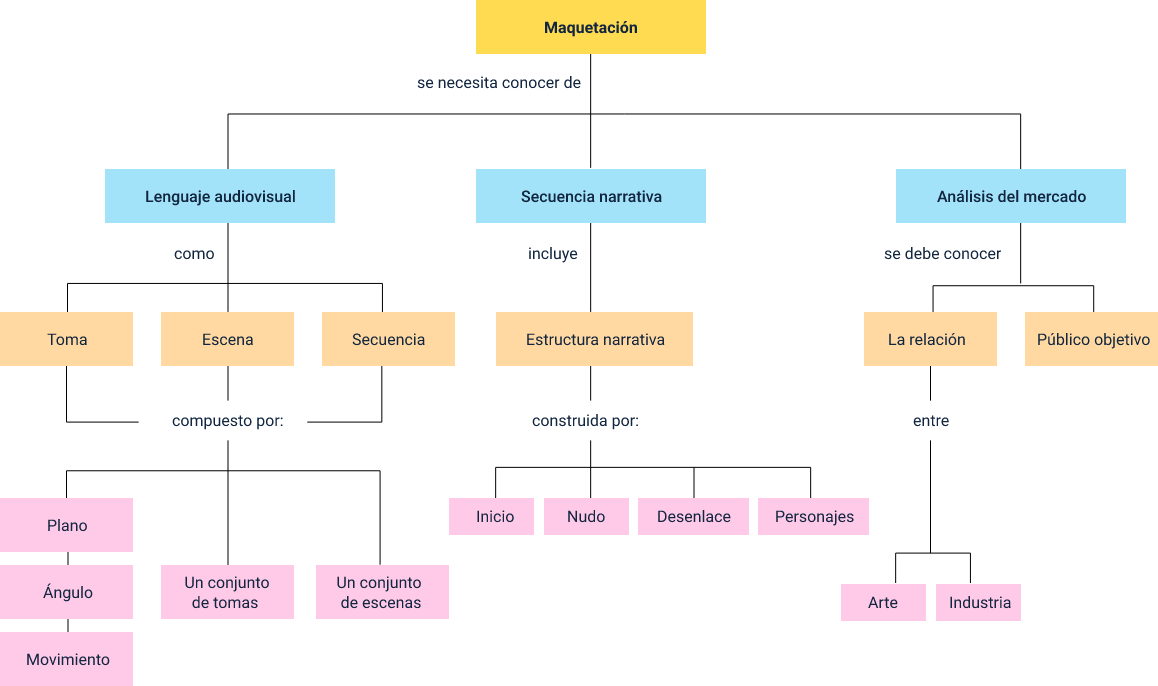 Maquetación
se necesita conocer de
Lenguaje audiovisual
Secuencia narrativa
Análisis del mercado
como
incluye
se debe conocer
Toma
Escena
Secuencia
Estructura narrativa
La relación
Público objetivo
compuesto por:
construida por:
entre
Plano
Inicio
Nudo
Desenlace
Personajes
Ángulo
Un conjunto
de tomas
Un conjunto
de escenas
Arte
Industria
Movimiento